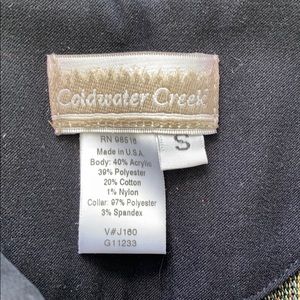 Coldwater Creek
S
RN 98518
Made in U.S.A.
Body: 40% Acrylic
39% Polyester
20% Cotton
1% Nylon
Collar: 97% Polyester
3% Spandex
V#J160
G11233